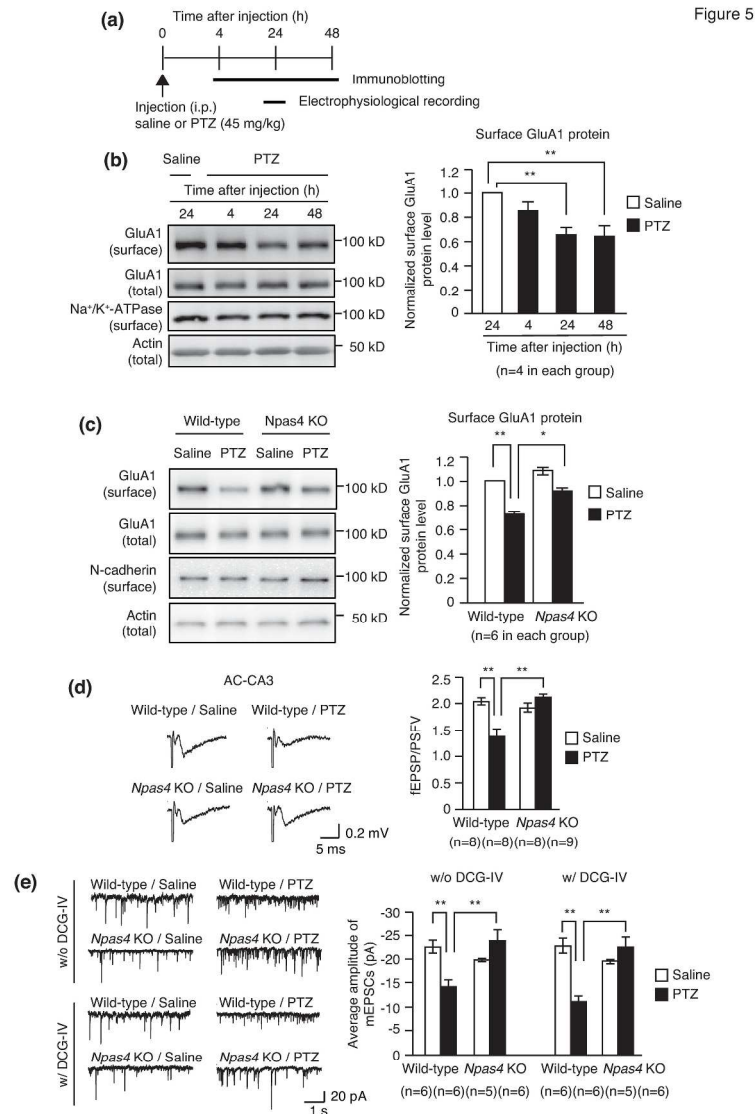 Figure 5
(a)
Time after injection (h)
0 4 24 48
Immunoblotting
Electrophysiological recording
Injection (i.p.)
saline or PTZ (45 mg/kg)
(b)
Saline PTZ
Time after injection (h)
24 4 24 48
GluA1
(surface)
100 kD
GluA1
(total)
100 kD
Na+/K+-ATPase
(surface)
100 kD
Actin
(total)
50 kD
Surface GluA1 protein
** 
**
Normalized surface GluA1
protein level
1.2
1.0
0.8
0.6
0.4
0.2
0
Saline
PTZ
24 4 24 48
Time after injection (h)
(n=4 in each group)
(c)
Wild-type Npas4 KO
Saline PTZ Saline PTZ
GluA1
(surface)
100 kD
GluA1
(total)
100 kD
N-cadherin
(surface)
100 kD
Actin
(total)
50 kD
Surface GluA1 protein
** *
Normalized surface GluA1
protein level
1.2
1.0
0.8
0.6
0.4
0.2
0
Saline
PTZ
Wild-type Npas4 KO
(n=6 in each group)
(d)
AC-CA3
Wild-type / Saline Wild-type / PTZ
Npas4 KO / Saline Npas4 KO / PTZ
0.2 mV
5 ms
** **
fEPSP/PSFV
2.5
2.0
1.5
1.0
0.5
0
Saline
PTZ
Wild-type Npas4 KO
(n=8)(n=8)(n=8)(n=9)
(e)
w/o DCG-IV
Wild-type / Saline Wild-type / PTZ
Npas4 KO / Saline Npas4 KO / PTZ
w/ DCG-IV
Wild-type / Saline Wild-type / PTZ
Npas4 KO / Saline Npas4 KO / PTZ
20 pA
1 s
w/o DCG-IV w/ DCG-IV
** ** ** **
Average amplitude of
mEPSCs (pA)
-30
-25
-20
-15
-10
-5
0
Saline
PTZ
Wild-type Npas4 KO Wild-type Npas4 KO
(n=6)(n=6)(n=5)(n=6) (n=6)(n=6)(n=5)(n=6)